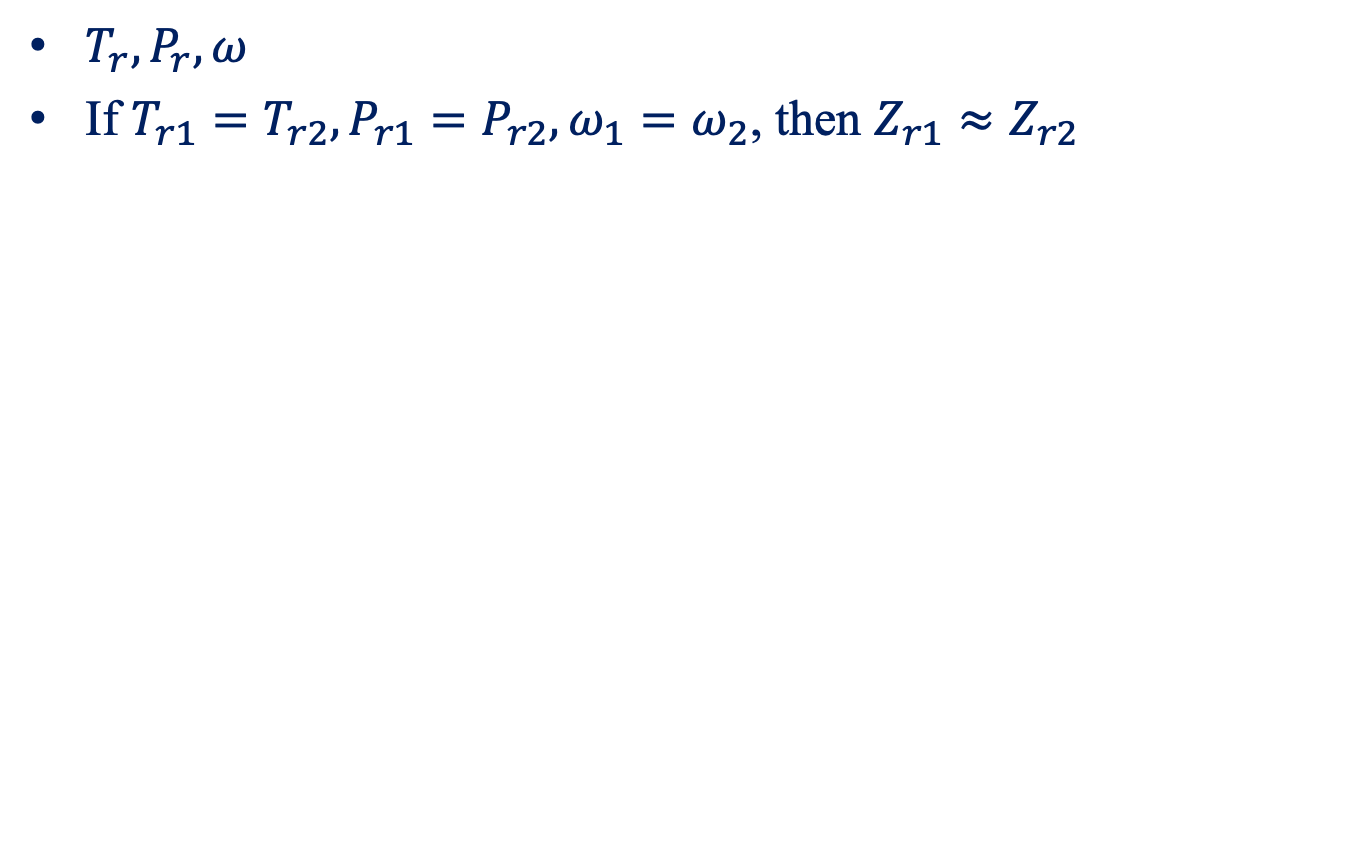 • Tᵣ, Pᵣ, ω
• If Tᵣ₁ = Tᵣ₂, Pᵣ₁ = Pᵣ₂, ω₁ = ω₂, then Zᵣ₁ ≈ Zᵣ₂